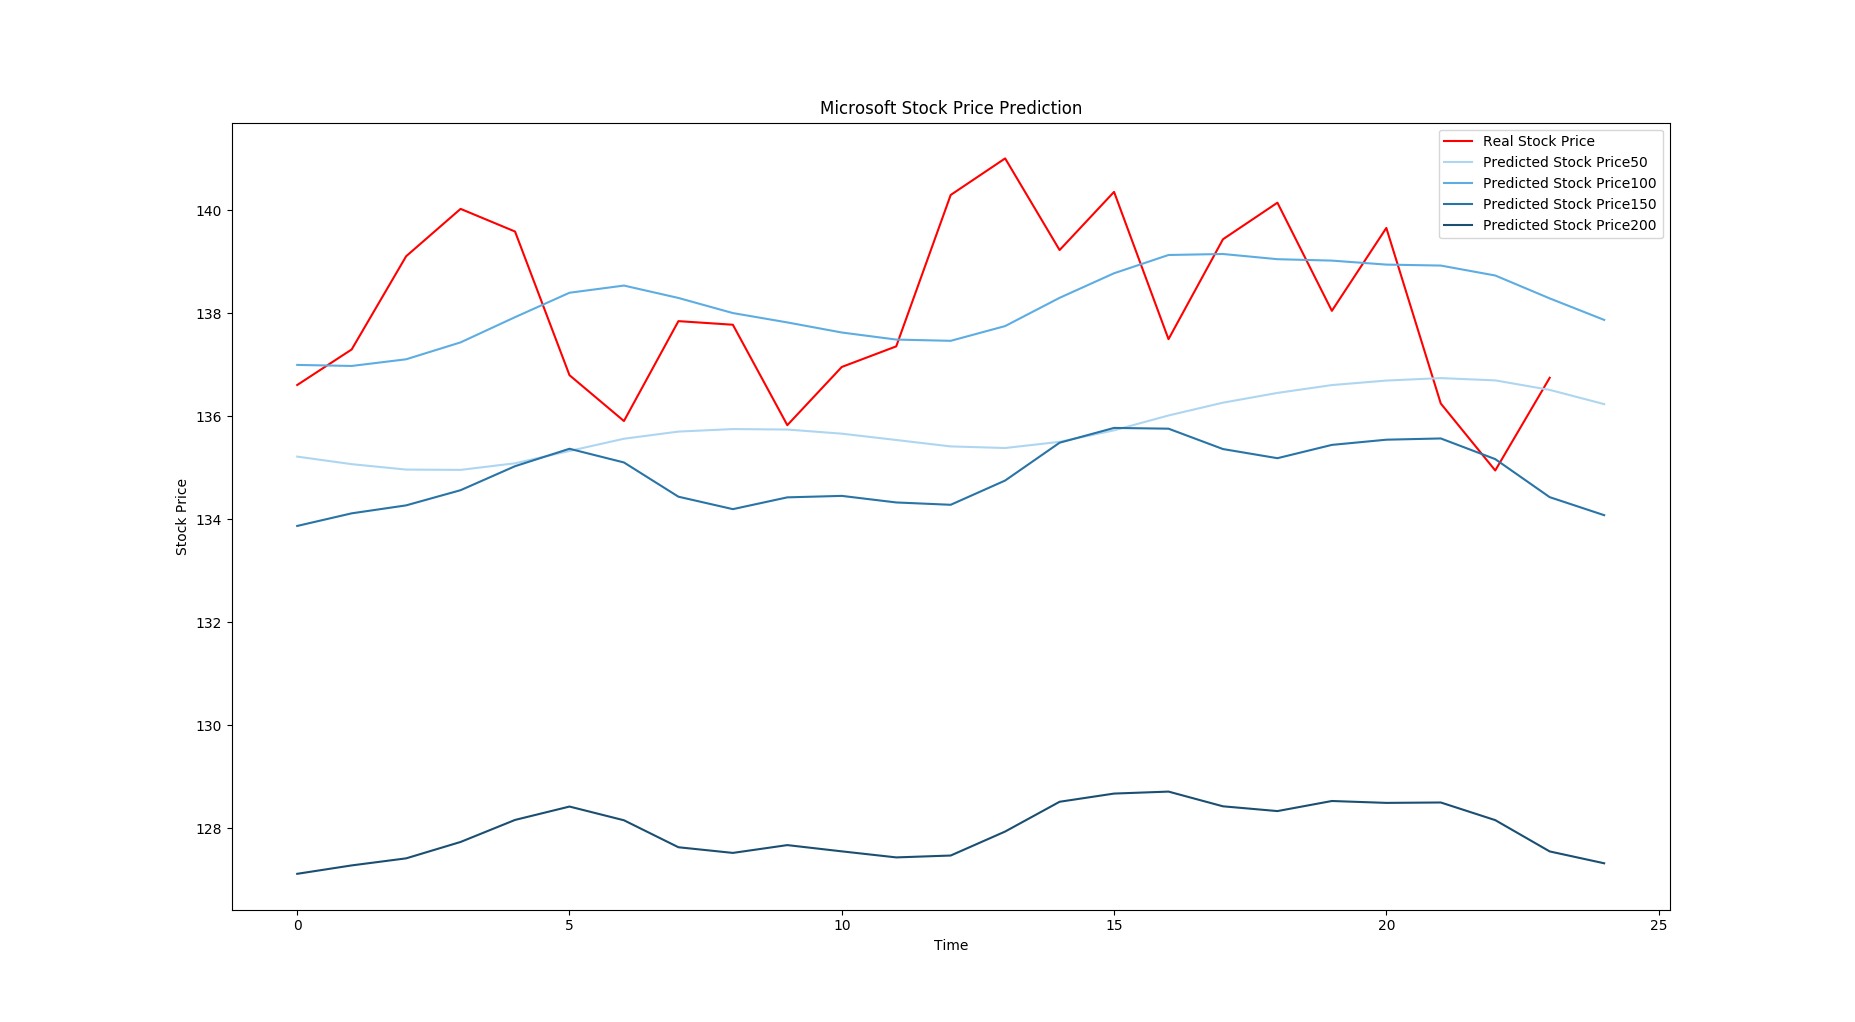 Microsoft Stock Price Prediction
Real Stock Price
Predicted Stock Price50
Predicted Stock Price100
Predicted Stock Price150
Predicted Stock Price200
Stock Price
140
138
136
134
132
130
128
0 5 10 15 20 25
Time